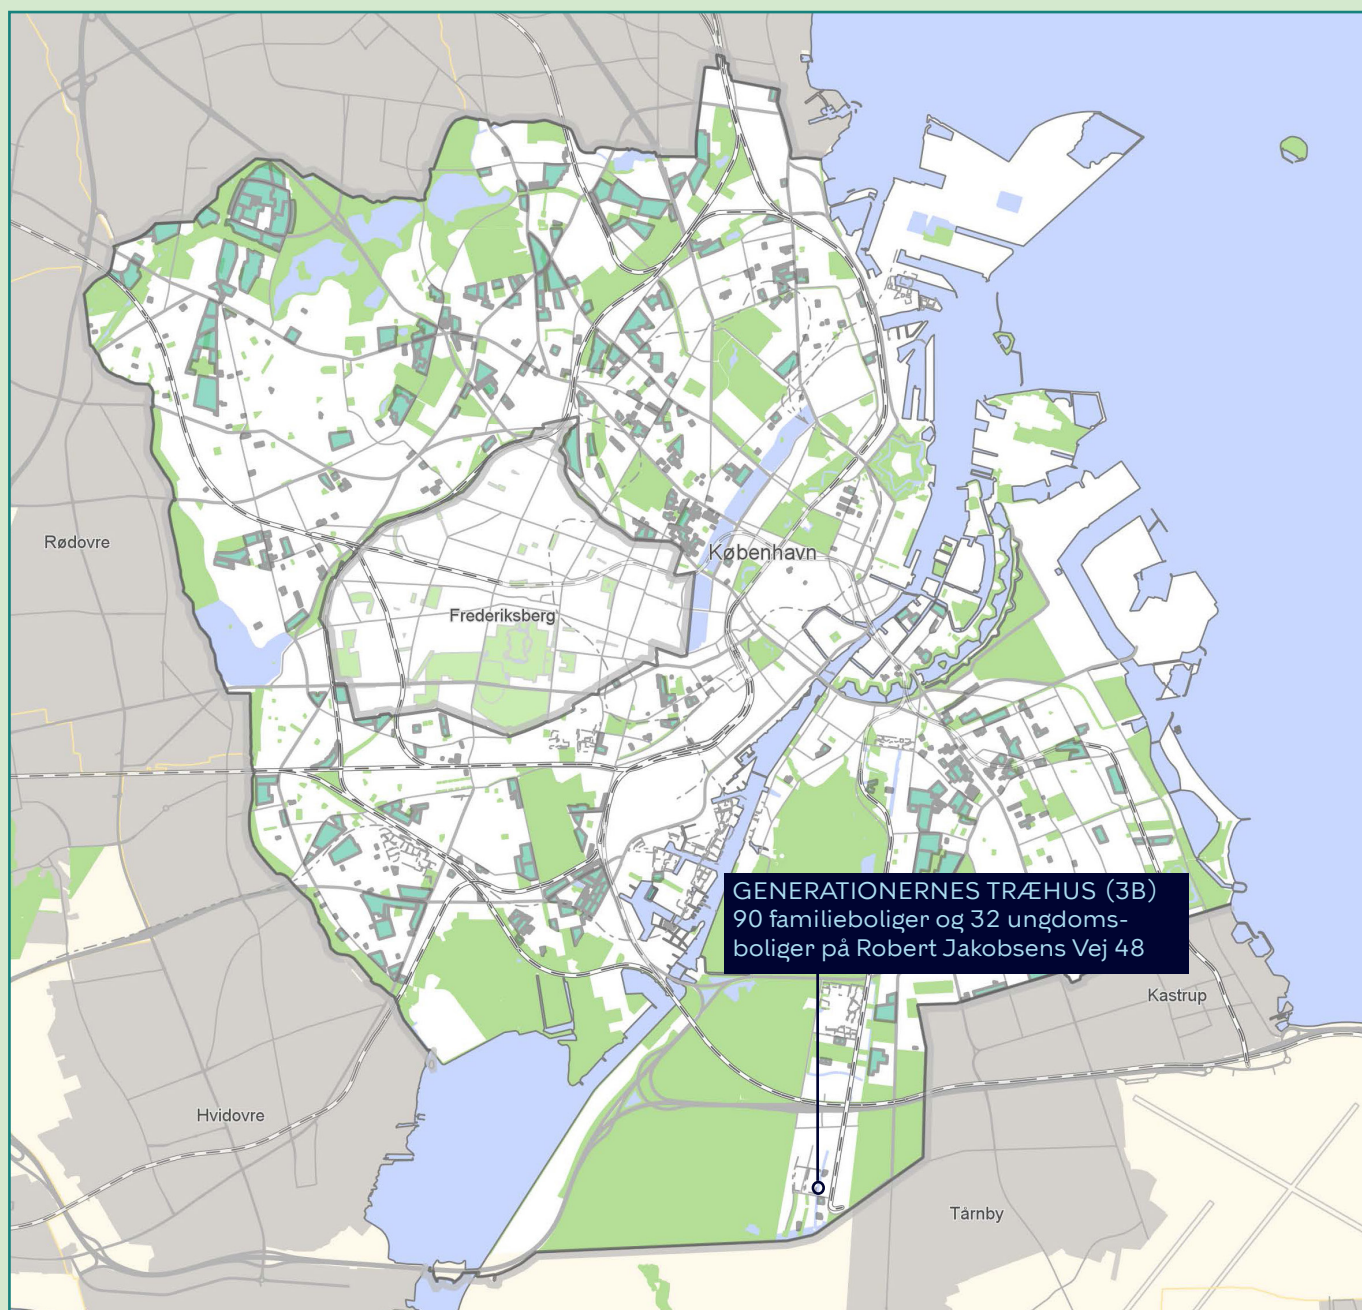 Rødovre
København
Frederiksberg
GENERATIONERNES TRÆHUS (3B)
90 familieboliger og 32 ungdoms-
boliger på Robert Jakobsens Vej 48
Kastrup
Hvidovre
Tårnby